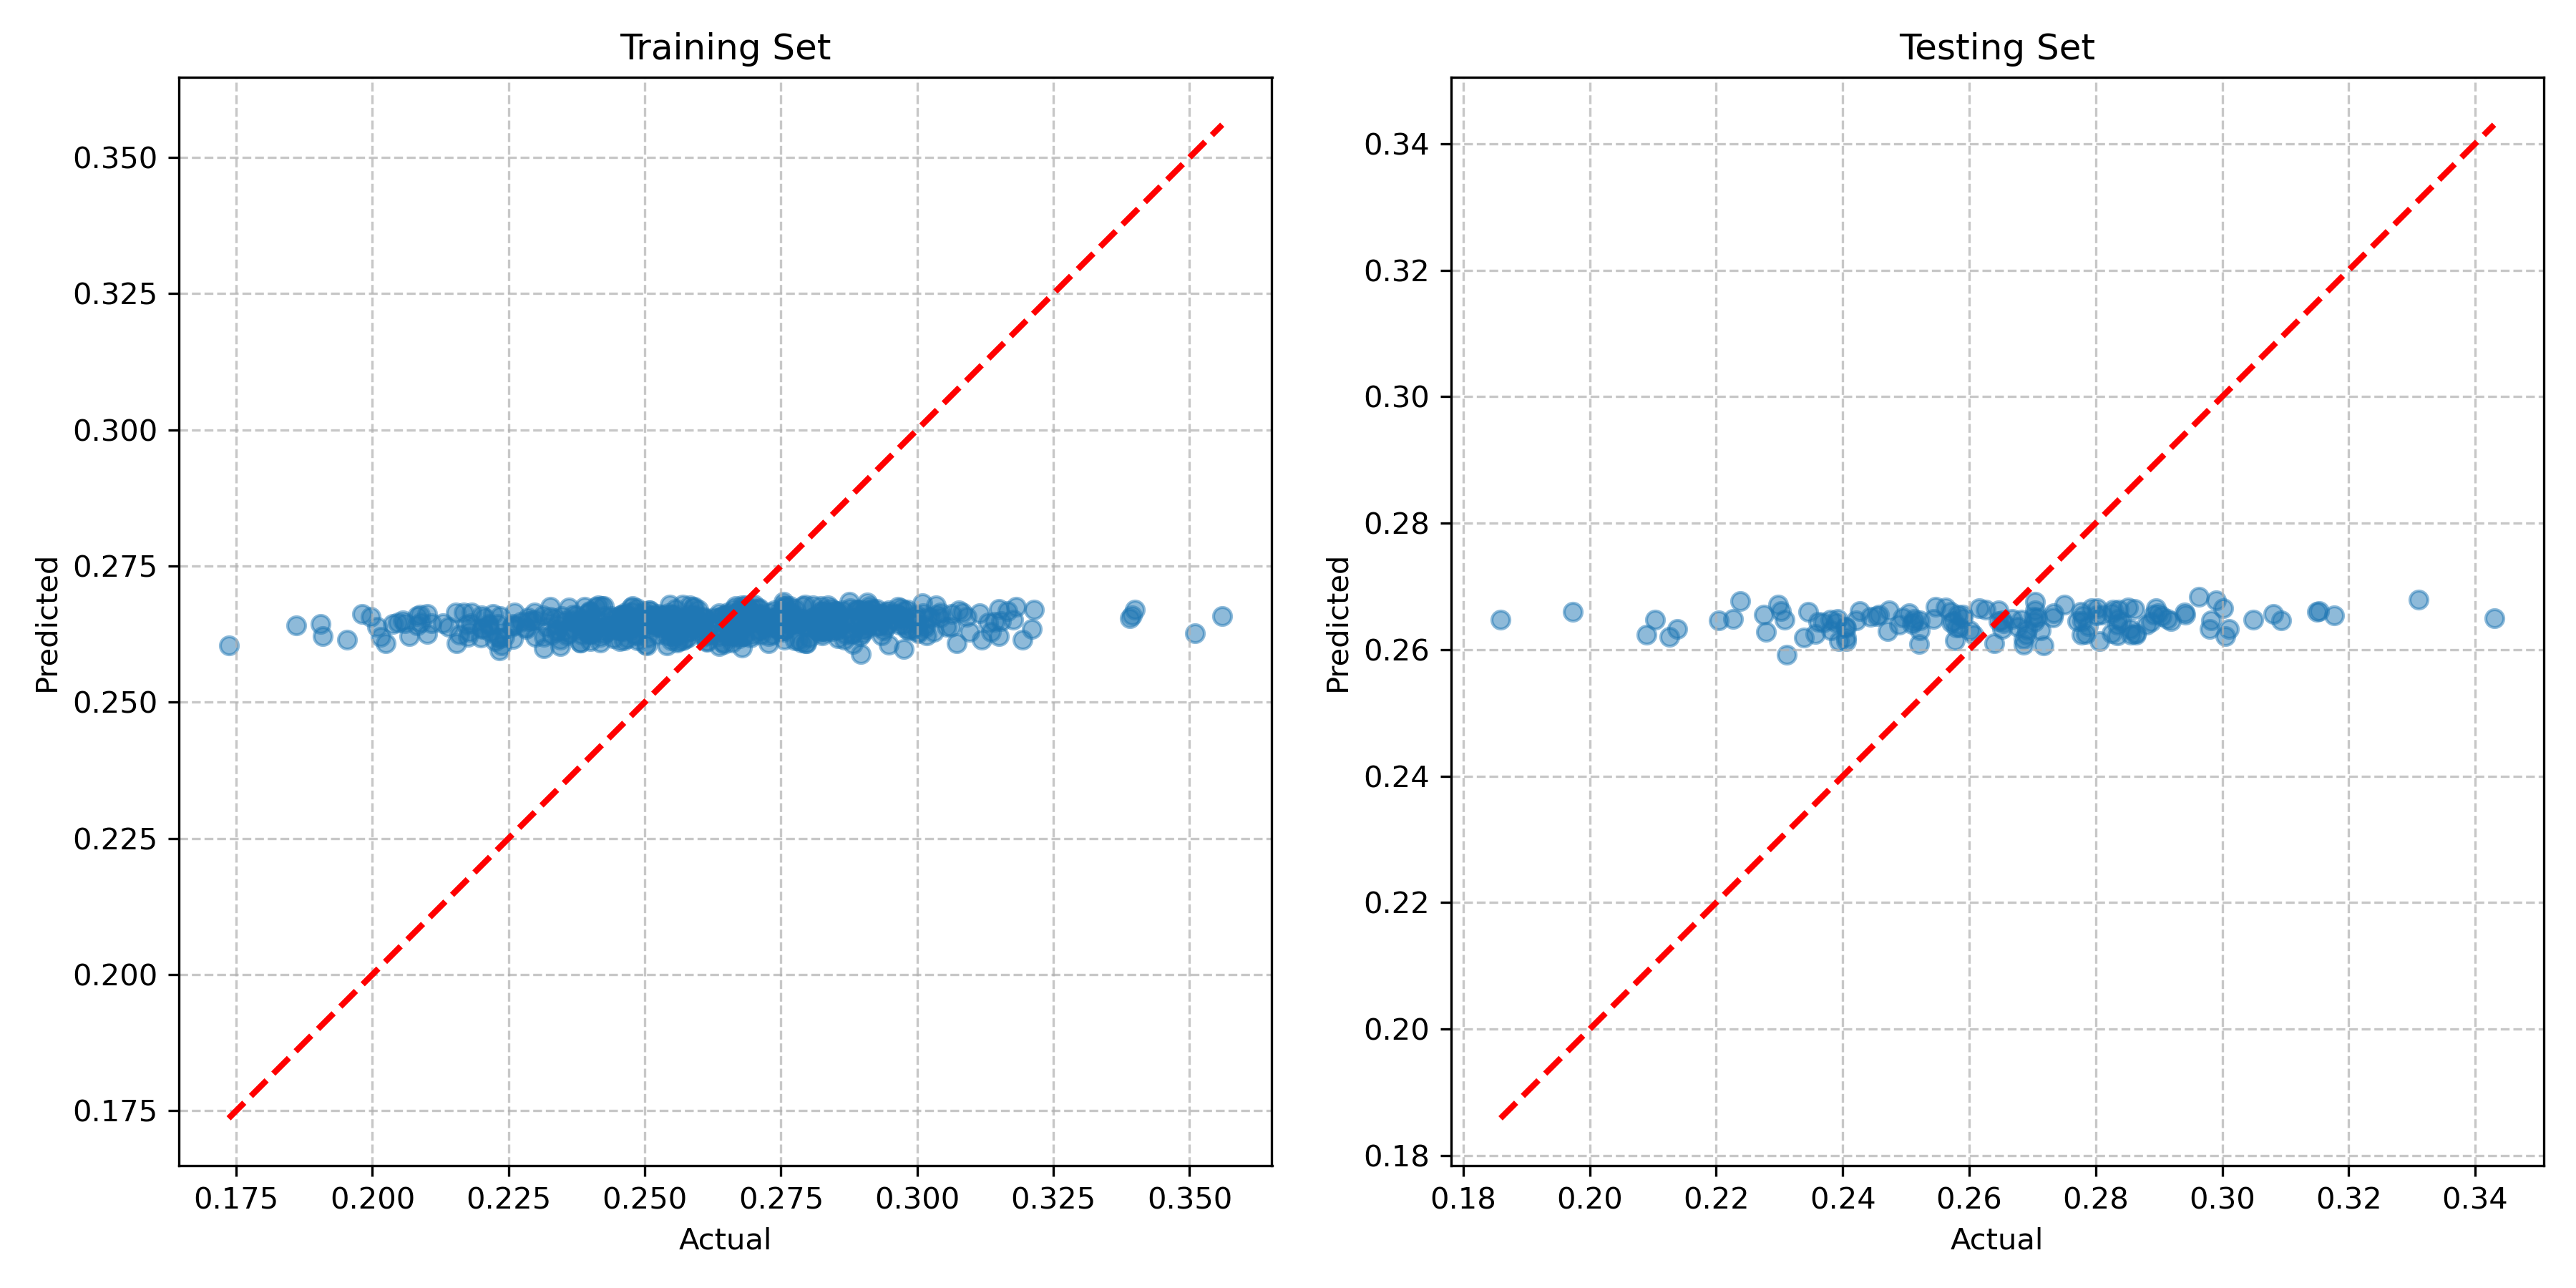 Training Set
Testing Set
Predicted
0.350
0.325
0.300
0.275
0.250
0.225
0.200
0.175
0.175 0.200 0.225 0.250 0.275 0.300 0.325 0.350
Actual
Predicted
0.34
0.32
0.30
0.28
0.26
0.24
0.22
0.20
0.18
0.18 0.20 0.22 0.24 0.26 0.28 0.30 0.32 0.34
Actual